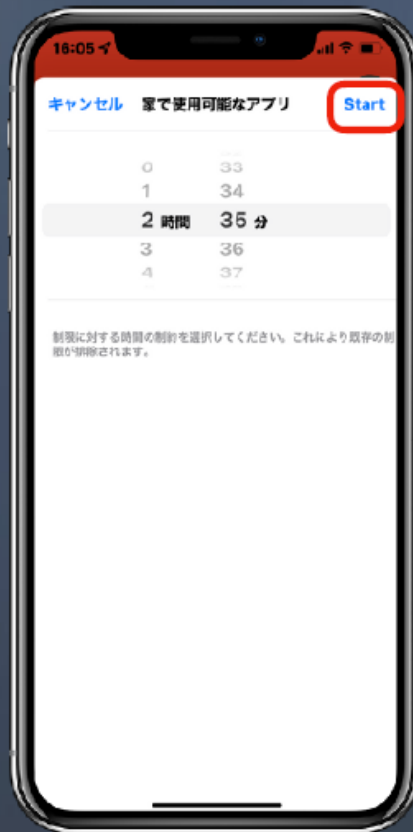 16:05
キャンセル 家で使用可能なアプリ Start
0 33
1 34
2 時間 35 分
3 36
4 37
制限に対する時間の制約を選択してください。これにより既存の制
限が排除されます。